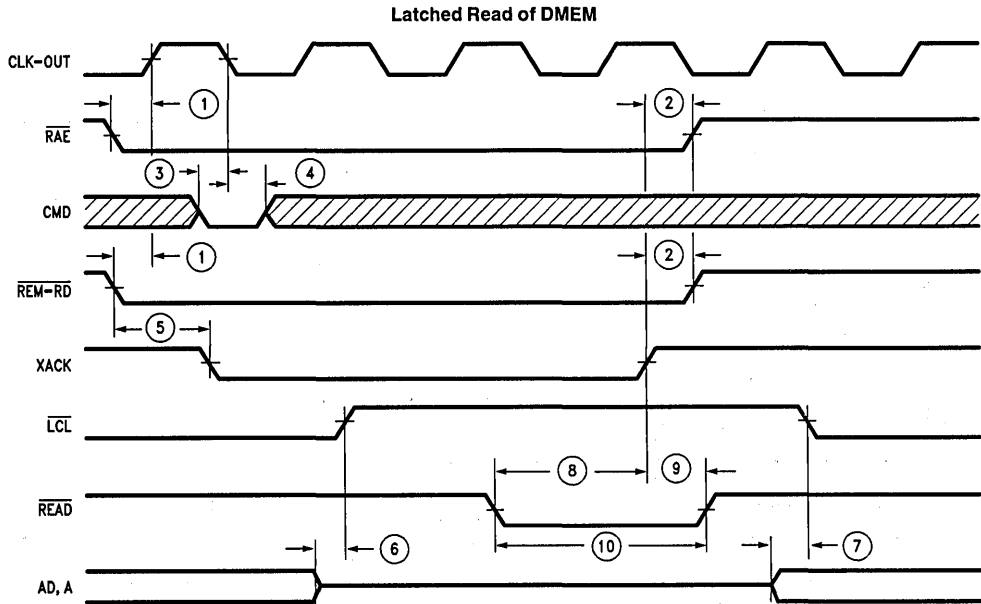 Latched Read of DMEM
CLK-OUT
1
2
RAE
3
4
CMD
1
2
REM-RD
5
XACK
LCL
8
9
READ
10
6
7
AD, A